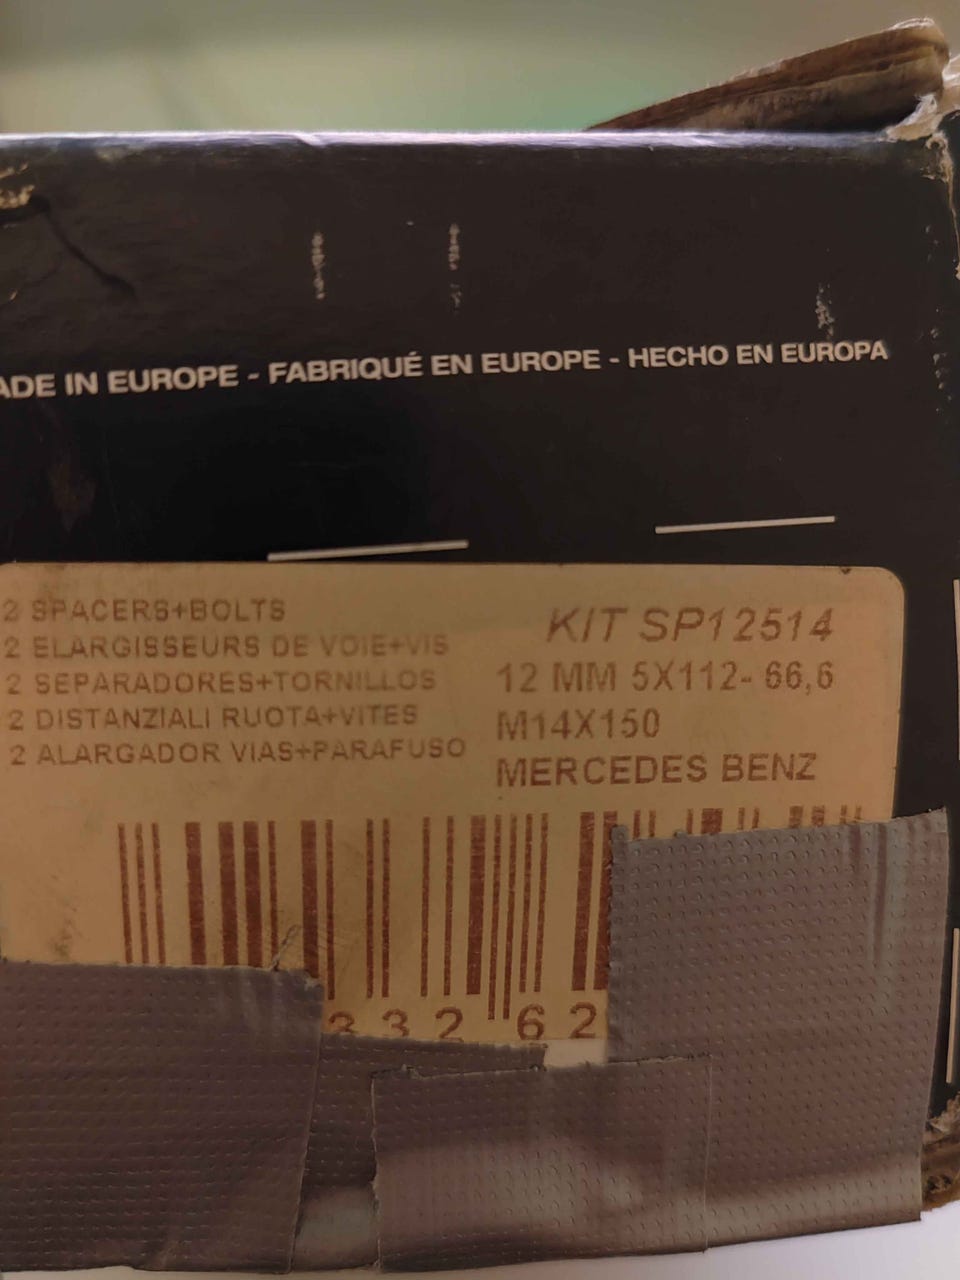 MADE IN EUROPE - FABRIQUÉ EN EUROPE - HECHO EN EUROPA
2 SPACERS+BOLTS
2 ELARGISSEURS DE VOIE+VIS
2 SEPARADORES+TORNILLOS
2 DISTANZIALI RUOTA+VITES
2 ALARGADOR VIAS+PARAFUSO
KIT SP12514
12 MM 5X112- 66,6
M14X150
MERCEDES BENZ
332 62